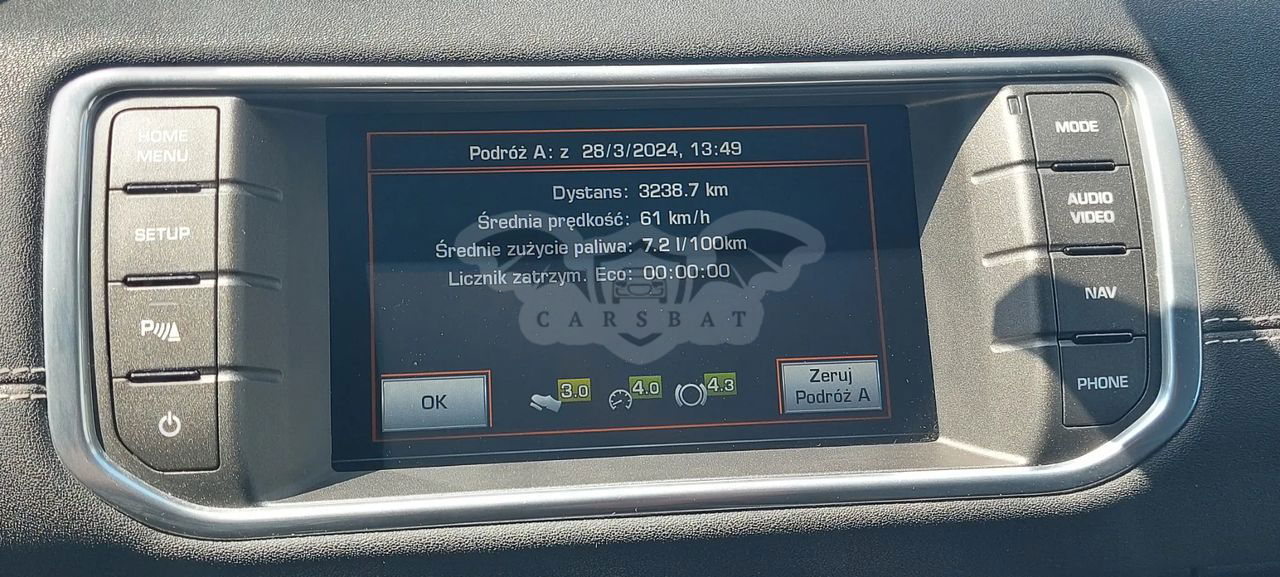 HOME
MENU
SETUP
P
Podróż A: z 28/3/2024, 13:49
Dystans: 3238.7 km
Średnia prędkość: 61 km/h
Średnie zużycie paliwa: 7.2 l/100km
Licznik zatrzym. Eco: 00:00:00
CARSBAT
OK
3.0
4.0
4.3
Zeruj
Podróż A
MODE
AUDIO
VIDEO
NAV
PHONE